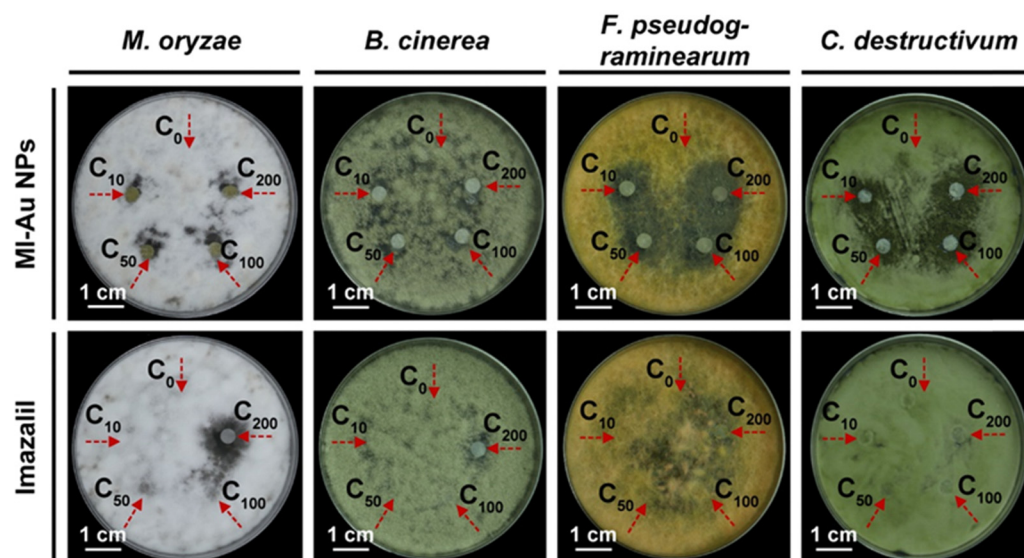 M. oryzae
B. cinerea
F. pseudog-
raminearum
C. destructivum
MI-Au NPs
C0
C10
C200
C50
C100
1 cm
C0
C10
C200
C50
C100
1 cm
C0
C10
C200
C50
C100
1 cm
C0
C10
C200
C50
C100
1 cm
Imazalil
C0
C10
C200
C50
C100
1 cm
C0
C10
C200
C50
C100
1 cm
C0
C10
C200
C50
C100
1 cm
C0
C10
C200
C50
C100
1 cm